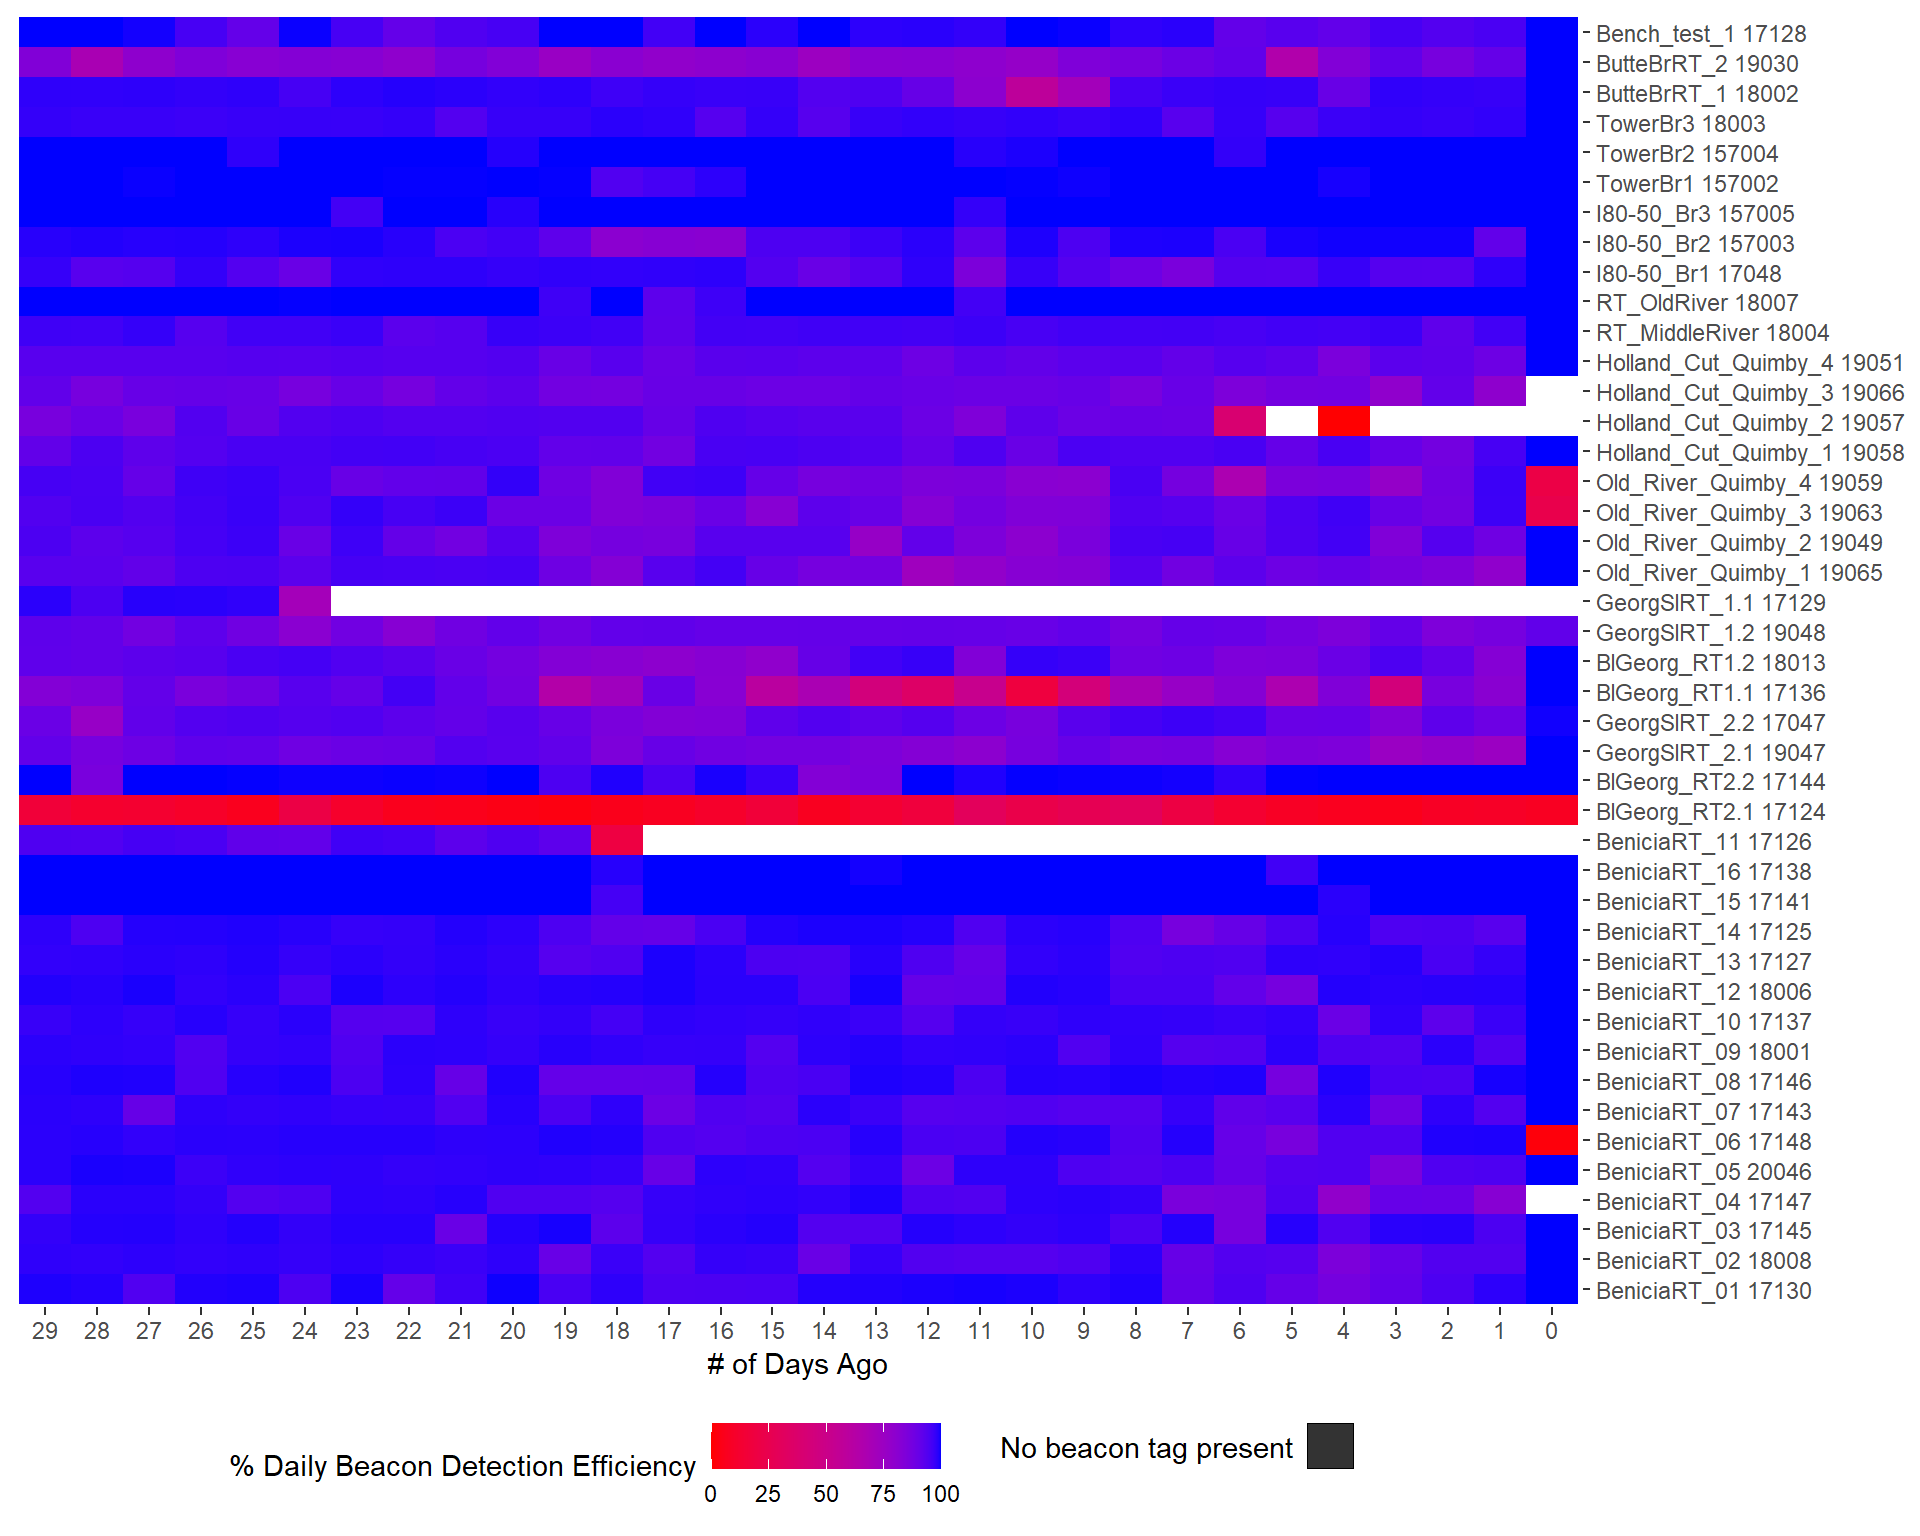 Bench_test_1 17128
ButteBrRT_2 19030
ButteBrRT_1 18002
TowerBr3 18003
TowerBr2 157004
TowerBr1 157002
I80-50_Br3 157005
I80-50_Br2 157003
I80-50_Br1 17048
RT_OldRiver 18007
RT_MiddleRiver 18004
Holland_Cut_Quimby_4 19051
Holland_Cut_Quimby_3 19066
Holland_Cut_Quimby_2 19057
Holland_Cut_Quimby_1 19058
Old_River_Quimby_4 19059
Old_River_Quimby_3 19063
Old_River_Quimby_2 19049
Old_River_Quimby_1 19065
GeorgSlRT_1.1 17129
GeorgSlRT_1.2 19048
BlGeorg_RT1.2 18013
BlGeorg_RT1.1 17136
GeorgSlRT_2.2 17047
GeorgSlRT_2.1 19047
BlGeorg_RT2.2 17144
BlGeorg_RT2.1 17124
BeniciaRT_11 17126
BeniciaRT_16 17138
BeniciaRT_15 17141
BeniciaRT_14 17125
BeniciaRT_13 17127
BeniciaRT_12 18006
BeniciaRT_10 17137
BeniciaRT_09 18001
BeniciaRT_08 17146
BeniciaRT_07 17143
BeniciaRT_06 17148
BeniciaRT_05 20046
BeniciaRT_04 17147
BeniciaRT_03 17145
BeniciaRT_02 18008
BeniciaRT_01 17130
29 28 27 26 25 24 23 22 21 20 19 18 17 16 15 14 13 12 11 10 9 8 7 6 5 4 3 2 1 0
# of Days Ago
% Daily Beacon Detection Efficiency
0 25 50 75 100
No beacon tag present